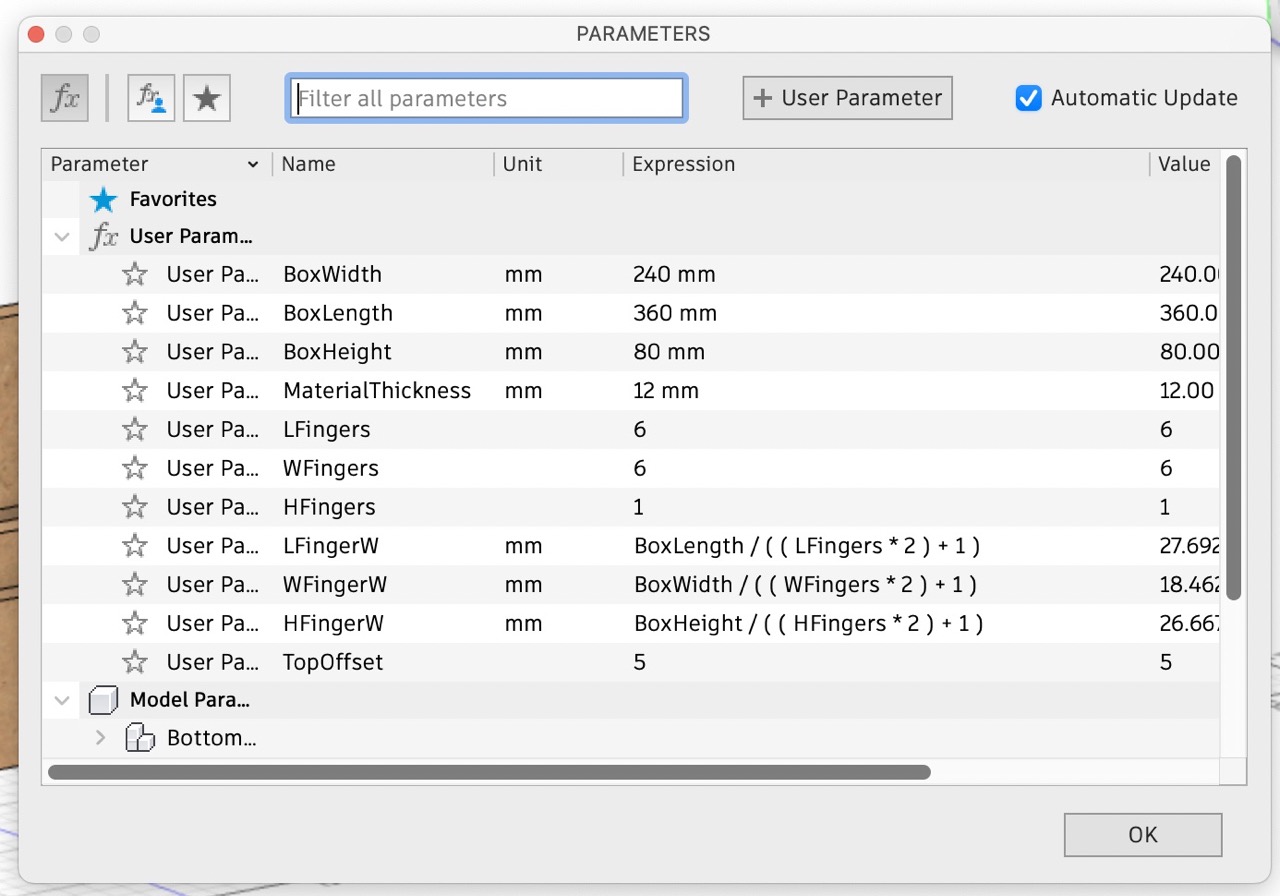 PARAMETERS
fx fx Filter all parameters + User Parameter Automatic Update
Parameter Name Unit Expression Value
Favorites
fx User Param...
User Pa... BoxWidth mm 240 mm 240.0
User Pa... BoxLength mm 360 mm 360.0
User Pa... BoxHeight mm 80 mm 80.00
User Pa... MaterialThickness mm 12 mm 12.00
User Pa... LFingers 6 6
User Pa... WFingers 6 6
User Pa... HFingers 1 1
User Pa... LFingerW mm BoxLength / ( ( LFingers * 2 ) + 1 ) 27.692
User Pa... WFingerW mm BoxWidth / ( ( WFingers * 2 ) + 1 ) 18.462
User Pa... HFingerW mm BoxHeight / ( ( HFingers * 2 ) + 1 ) 26.667
User Pa... TopOffset 5 5
Model Para...
Bottom...
OK